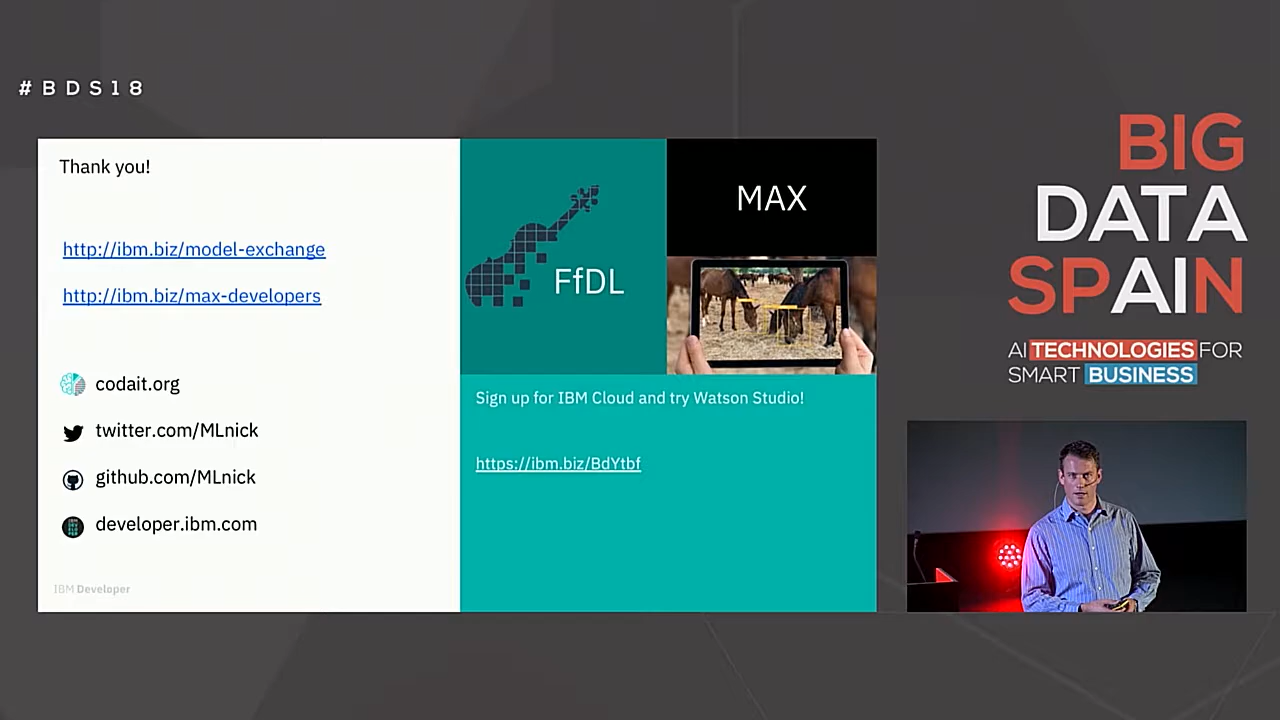 #BDS18
Thank you!
http://ibm.biz/model-exchange
http://ibm.biz/max-developers
codait.org
twitter.com/MLnick
github.com/MLnick
developer.ibm.com
IBM Developer
FfDL
MAX
Sign up for IBM Cloud and try Watson Studio!
https://ibm.biz/BdYtbf
BIG
DATA
SPAIN
AI TECHNOLOGIES FOR
SMART BUSINESS